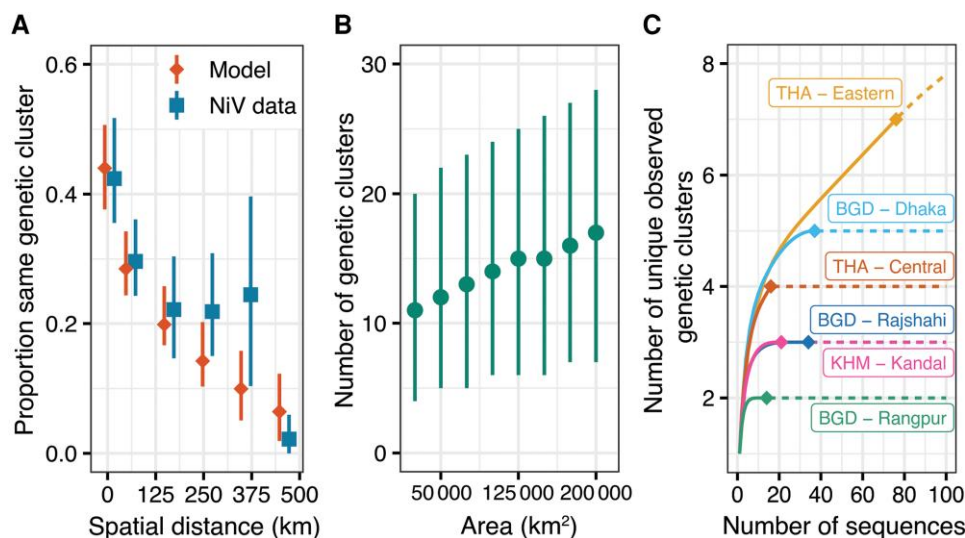 A
Proportion same genetic cluster
0.6
0.4
0.2
0.0
Model
NiV data
0
125
250
375
500
Spatial distance (km)
B
Number of genetic clusters
30
20
10
0
50 000
125 000
200 000
Area (km²)
C
Number of unique observed
genetic clusters
8
6
4
2
THA – Eastern
BGD – Dhaka
THA – Central
BGD – Rajshahi
KHM – Kandal
BGD – Rangpur
0
20
40
60
80
100
Number of sequences